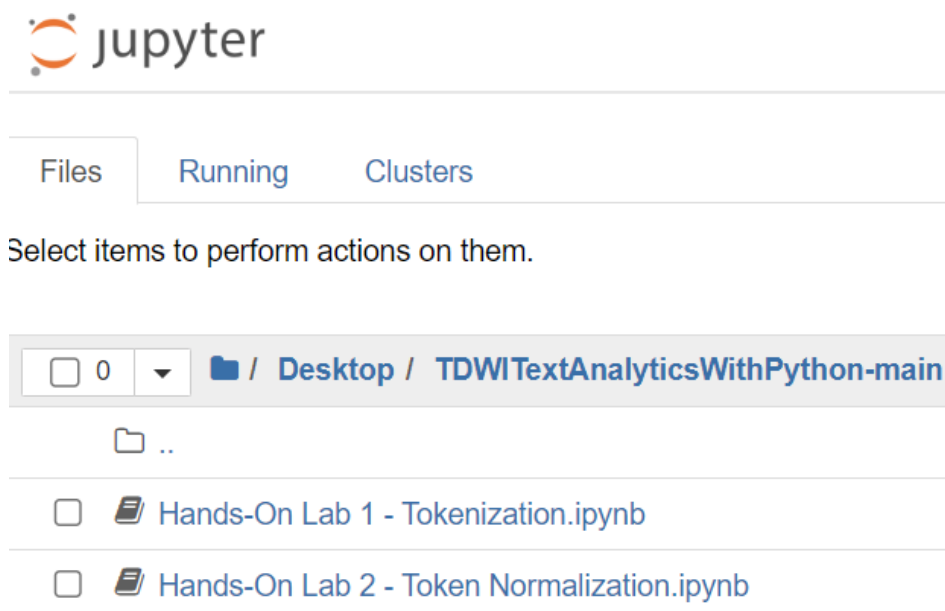 jupyter
Files Running Clusters
Select items to perform actions on them.
0 / Desktop / TDWITextAnalyticsWithPython-main
..
Hands-On Lab 1 - Tokenization.ipynb
Hands-On Lab 2 - Token Normalization.ipynb